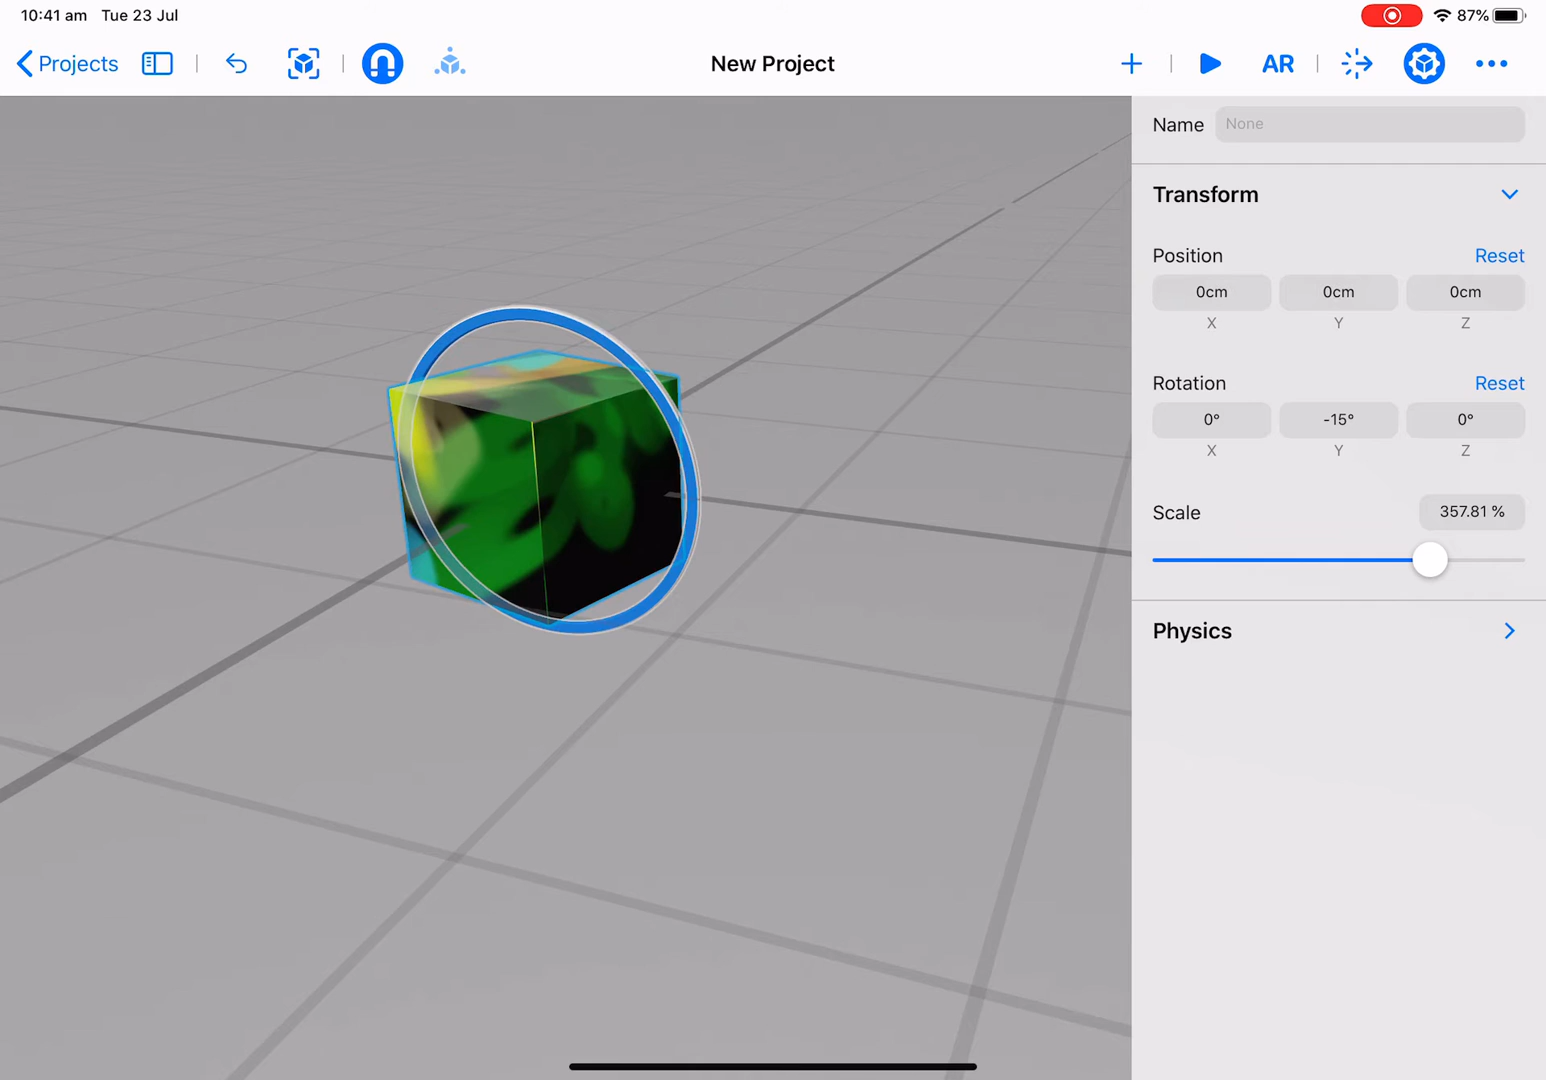 10:41 am Tue 23 Jul 87%
Projects New Project AR
Name None
Transform
Position Reset
0cm 0cm 0cm
X Y Z
Rotation Reset
0° -15° 0°
X Y Z
Scale 357.81 %
Physics